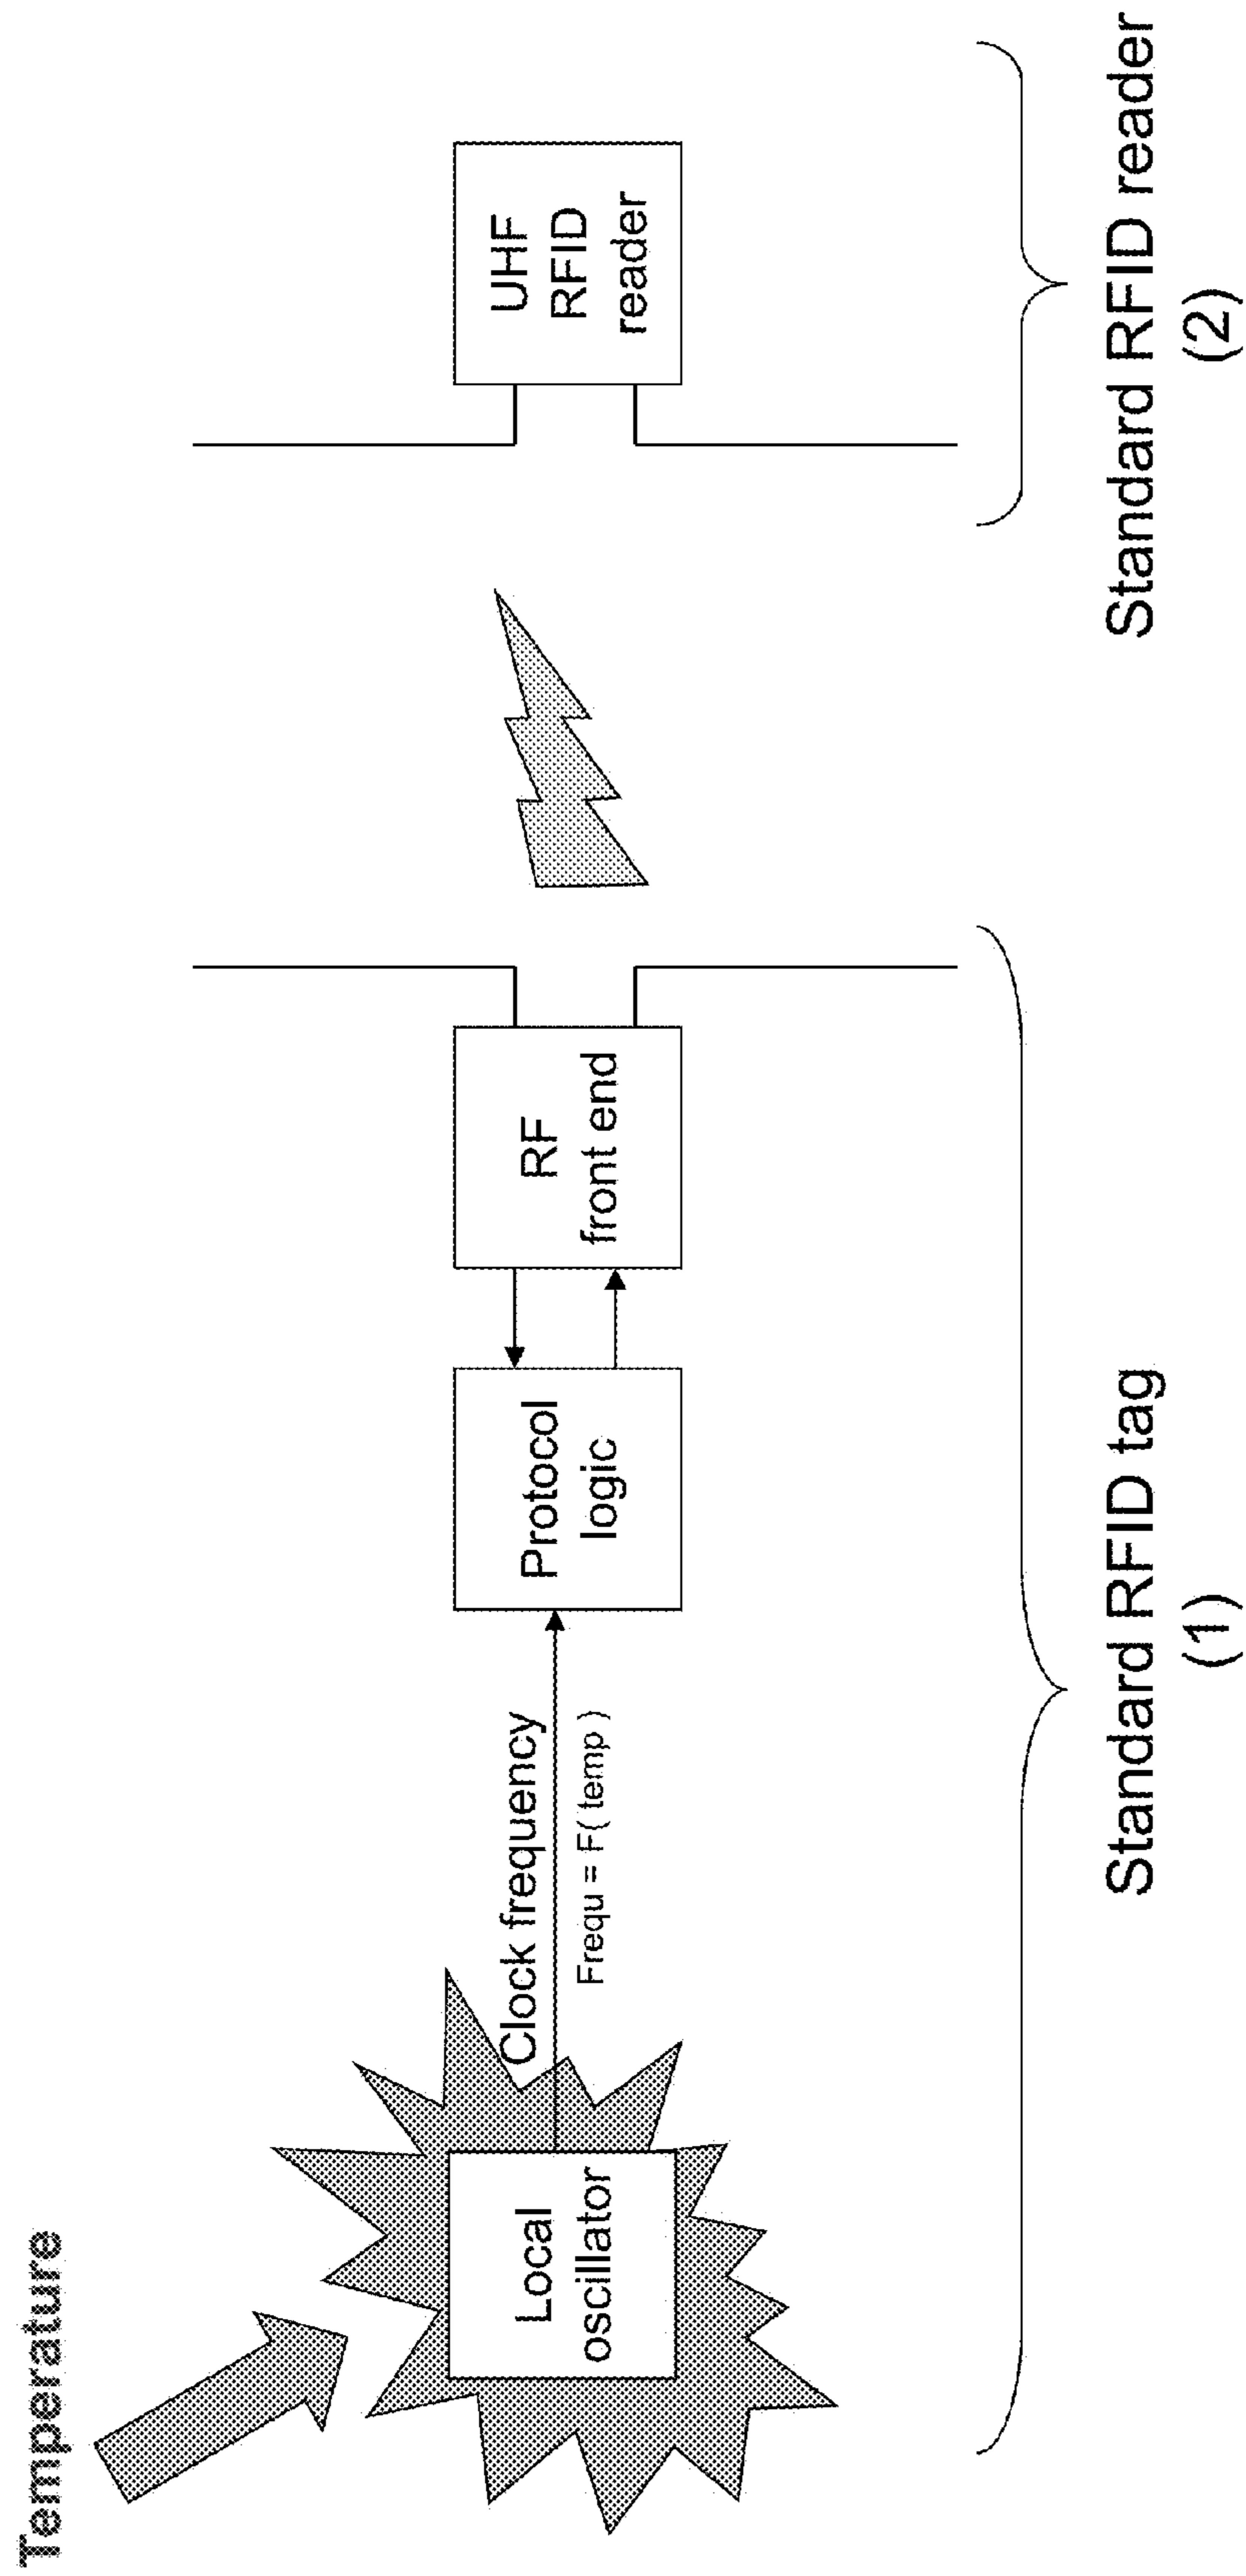 Temperature
Local
oscillator
Clock frequency
Frequ = F( temp )
Protocol
logic
RF
front end
UHF
RFID
reader
Standard RFID tag
(1)
Standard RFID reader
(2)